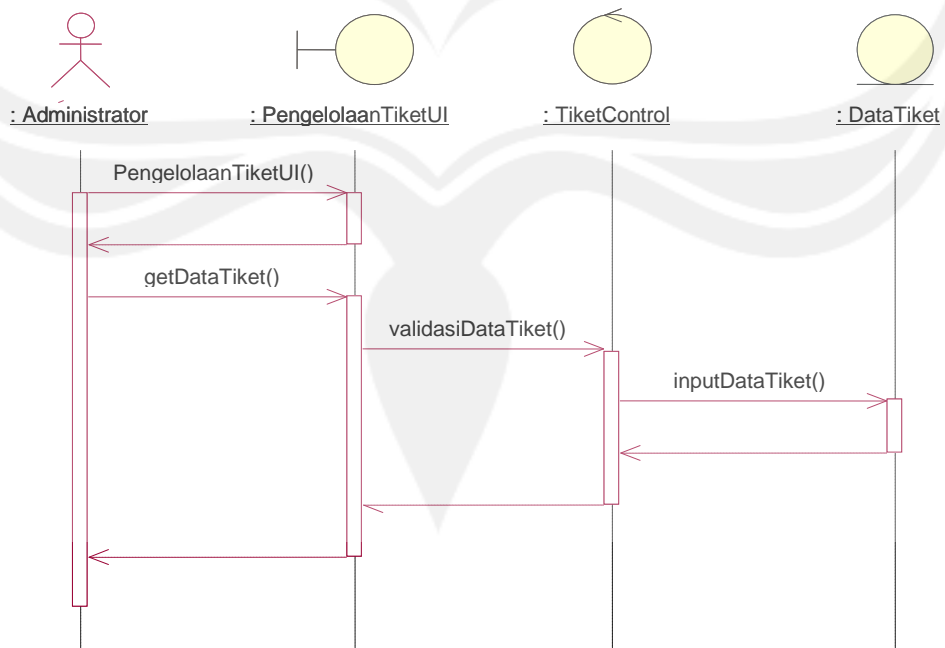 : Administrator
: PengelolaanTiketUI
: TiketControl
: DataTiket
PengelolaanTiketUI()
getDataTiket()
validasiDataTiket()
inputDataTiket()